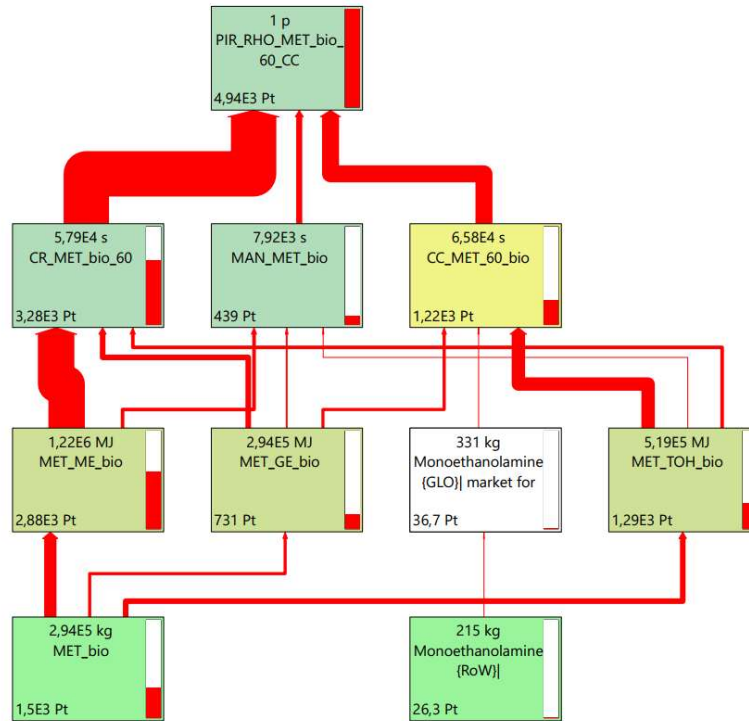 1 p
PIR_RHO_MET_bio_
60_CC
4,94E3 Pt
5,79E4 s
CR_MET_bio_60
3,28E3 Pt
7,92E3 s
MAN_MET_bio
439 Pt
6,58E4 s
CC_MET_60_bio
1,22E3 Pt
1,22E6 MJ
MET_ME_bio
2,88E3 Pt
2,94E5 MJ
MET_GE_bio
731 Pt
331 kg
Monoethanolamine
{GLO}| market for
36,7 Pt
5,19E5 MJ
MET_TOH_bio
1,29E3 Pt
2,94E5 kg
MET_bio
1,5E3 Pt
215 kg
Monoethanolamine
{RoW}|
26,3 Pt